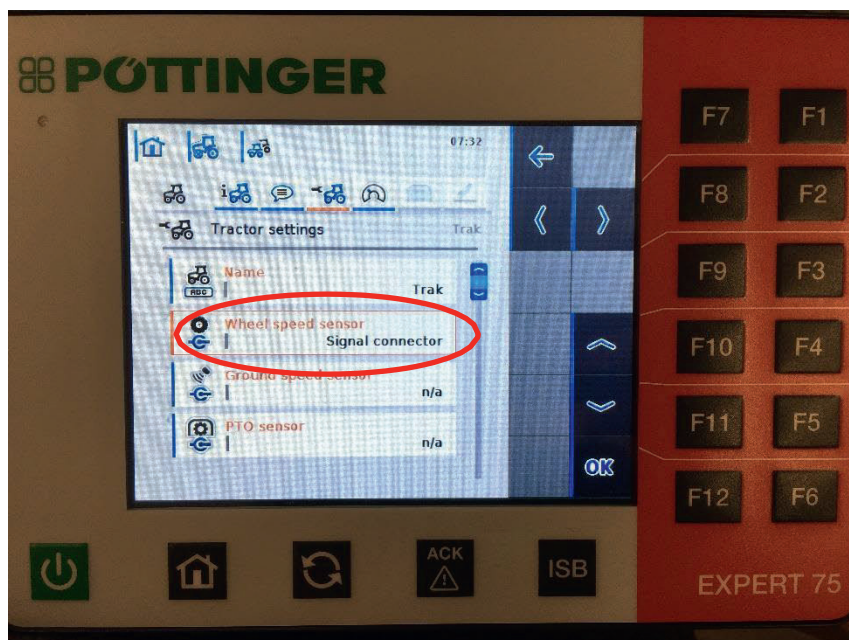 PÖTTINGER
07:32
i
Tractor settings
Trak
Name
ABC
Trak
Wheel speed sensor
Signal connector
Ground speed sensor
n/a
PTO sensor
n/a
OK
F7 F1
F8 F2
F9 F3
F10 F4
F11 F5
F12 F6
ACK
ISB
EXPERT 75